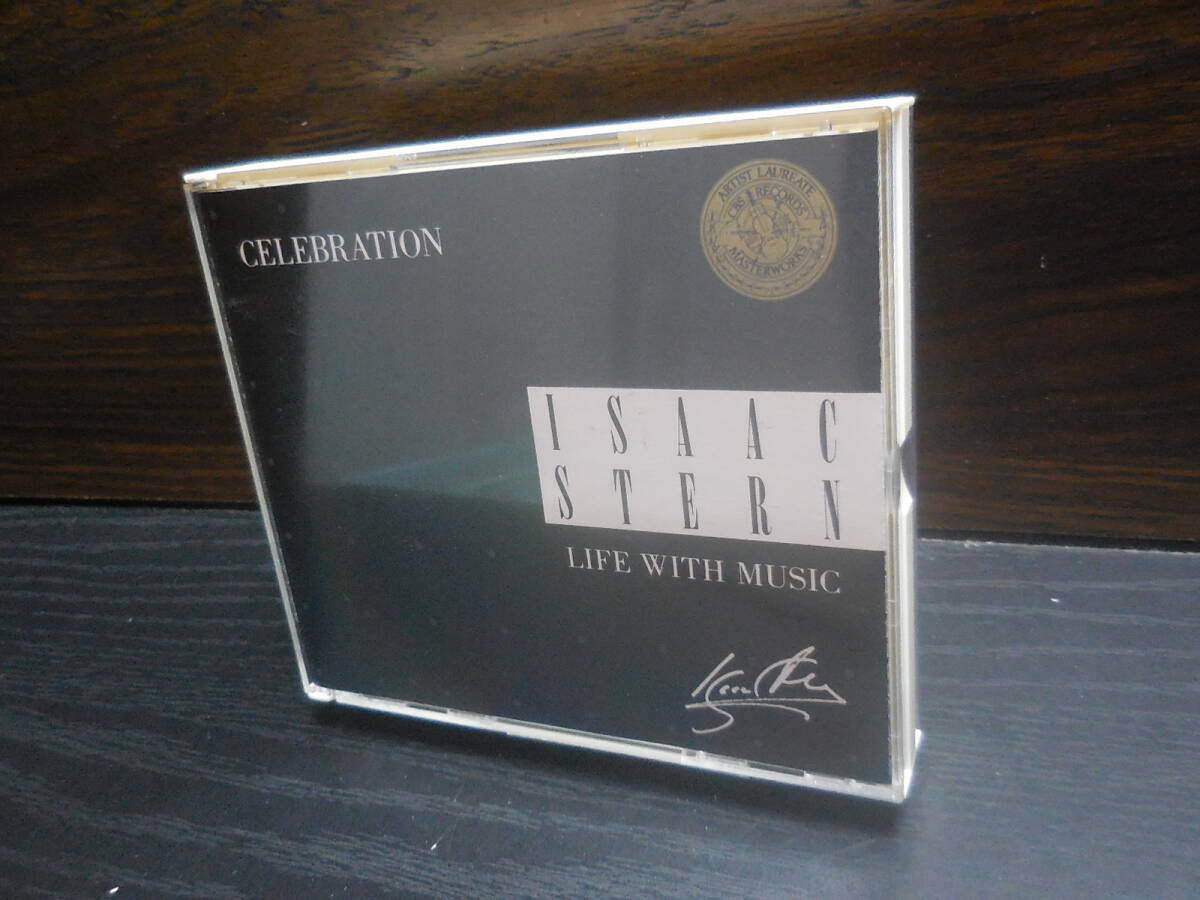 CELEBRATION
ARTIST LAUREATE
CBS RECORDS
MASTERWORKS
ISAAC
STERN
LIFE WITH MUSIC